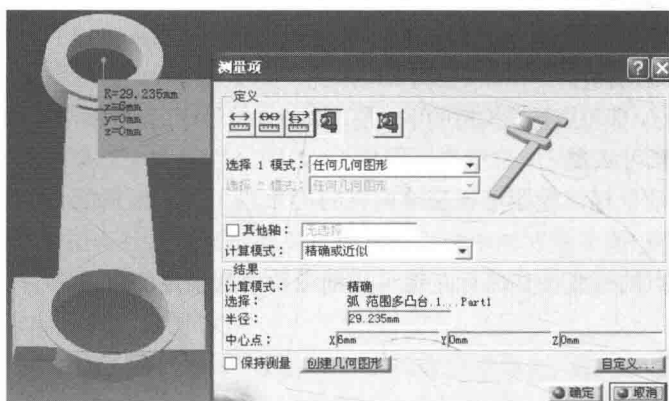 R=29.235mm
x=6mm
y=0mm
z=0mm
测量项
定义
选择 1 模式： 任何几何图形
选择 2 模式： 任何几何图形
其他轴： 无选择
计算模式： 精确或近似
结果
计算模式： 精确
选择： 弧 范围多凸台.1...Part1
半径： 29.235mm
中心点： X 6mm Y 0mm Z 0mm
保持测量 创建几何图形 自定义...
确定 取消